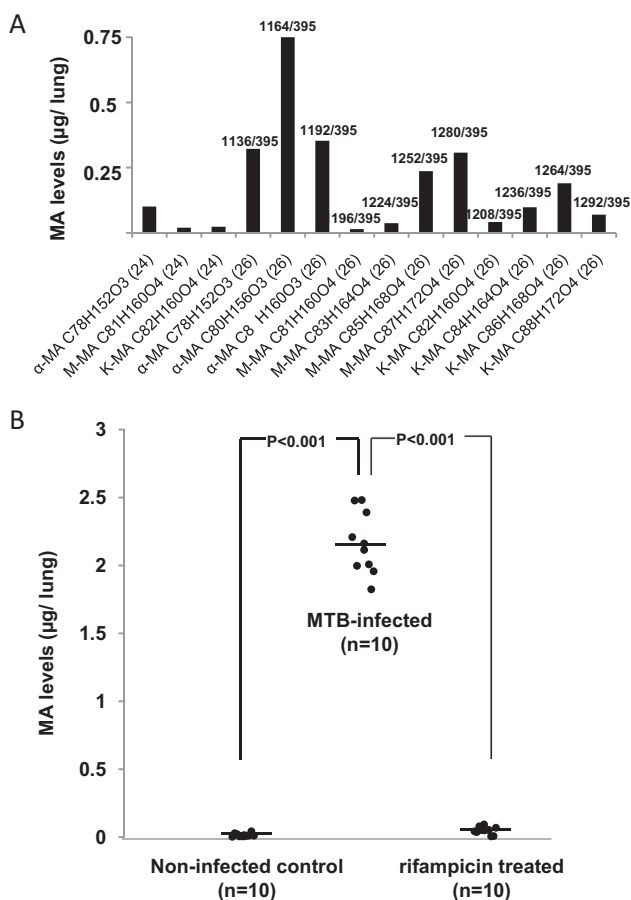 A
MA levels (µg/ lung)
0.75
0.5
0.25
1136/395
1164/395
1192/395
196/395
1224/395
1252/395
1280/395
1208/395
1236/395
1264/395
1292/395
α-MA C78H152O3 (24)
M-MA C81H160O4 (24)
K-MA C82H160O4 (24)
α-MA C78H152O3 (26)
α-MA C80H156O3 (26)
α-MA C8 H160O3 (26)
M-MA C81H160O4 (26)
M-MA C83H164O4 (26)
M-MA C85H168O4 (26)
M-MA C87H172O4 (26)
K-MA C82H160O4 (26)
K-MA C84H164O4 (26)
K-MA C86H168O4 (26)
K-MA C88H172O4 (26)
B
MA levels (µg/ lung)
3
2.5
2
1.5
1
0.5
0
P<0.001
P<0.001
MTB-infected
(n=10)
Non-infected control
(n=10)
rifampicin treated
(n=10)